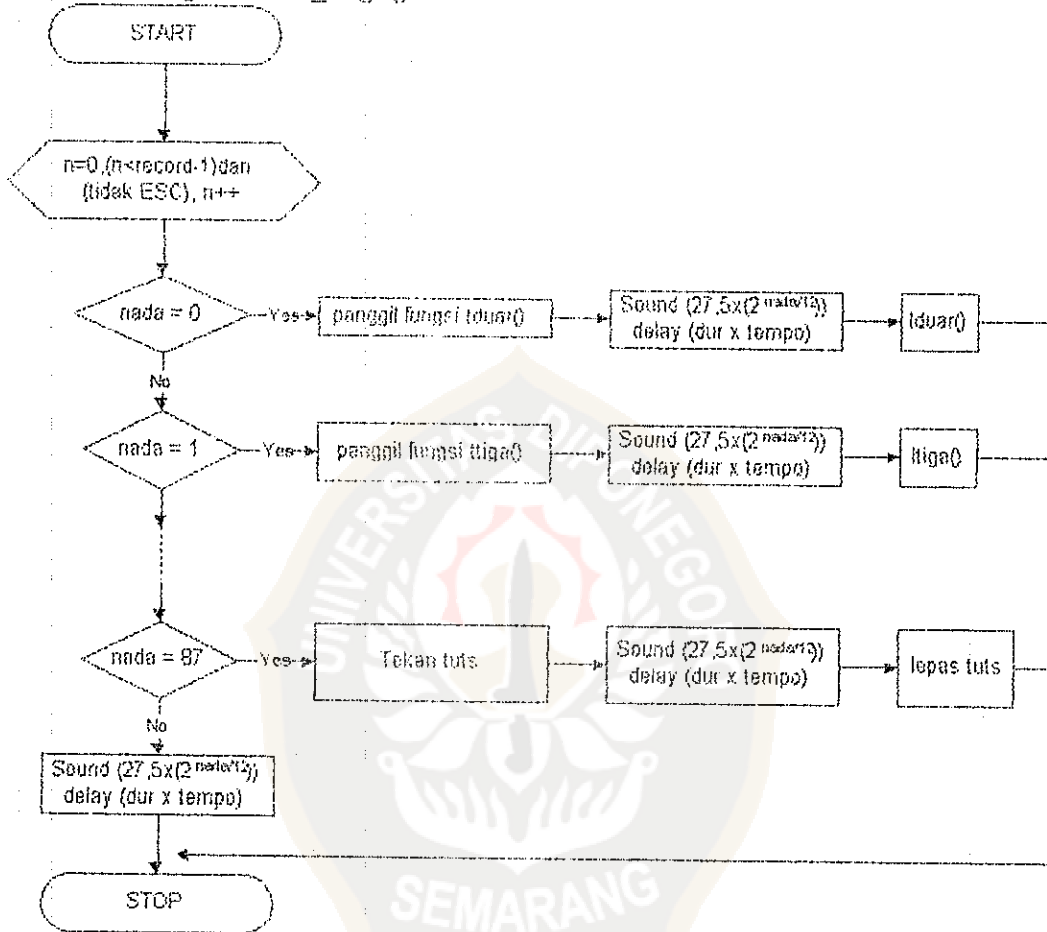 START
n=0,(n<record-1)dan
(tidak ESC), n++
nada = 0
Yes
panggil fungsi tduar()
Sound (27,5x(2^nada/12))
delay (dur x tempo)
tduar()
No
nada = 1
Yes
panggil fungsi ttiga()
Sound (27,5x(2^nada/12))
delay (dur x tempo)
ltiga()
nada = 87
Yes
Tekan tuts
Sound (27,5x(2^nada/12))
delay (dur x tempo)
lepas tuts
No
Sound (27,5x(2^nada/12))
delay (dur x tempo)
STOP
UNIVERSITAS DIPONEGORO
SEMARANG